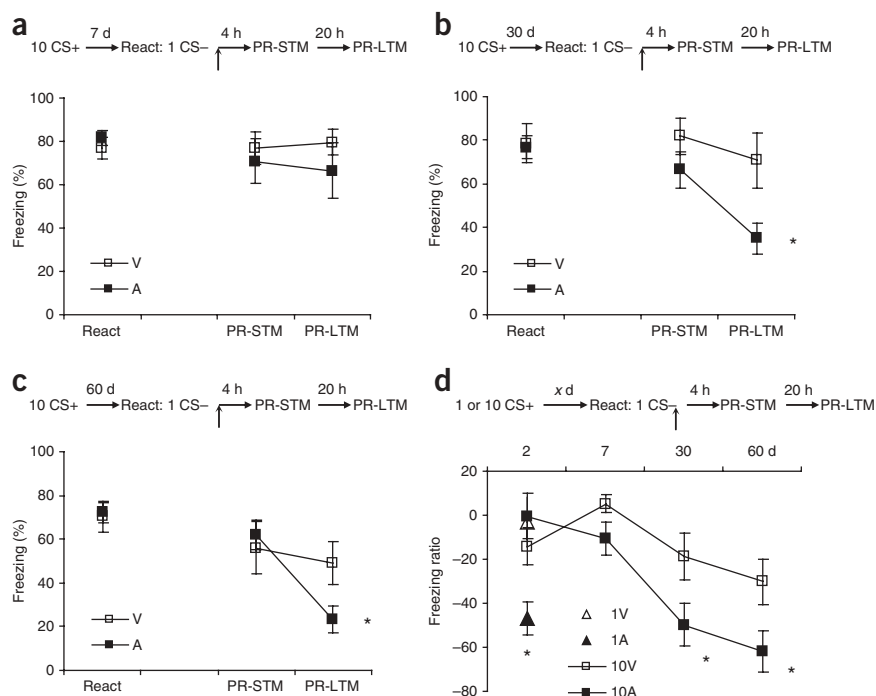 a
7 d 4 h 20 h
10 CS+ React: 1 CS– PR-STM PR-LTM
100
80
60
40
20
0
Freezing (%)
V
A
React PR-STM PR-LTM
b
30 d 4 h 20 h
10 CS+ React: 1 CS– PR-STM PR-LTM
100
80
60
40
20
0
Freezing (%)
V
A
*
React PR-STM PR-LTM
c
60 d 4 h 20 h
10 CS+ React: 1 CS– PR-STM PR-LTM
100
80
60
40
20
0
Freezing (%)
V
A
*
React PR-STM PR-LTM
d
x d 4 h 20 h
1 or 10 CS+ React: 1 CS– PR-STM PR-LTM
2 7 30 60 d
20
0
–20
–40
–60
–80
Freezing ratio
1V
1A
10V
10A
* * *